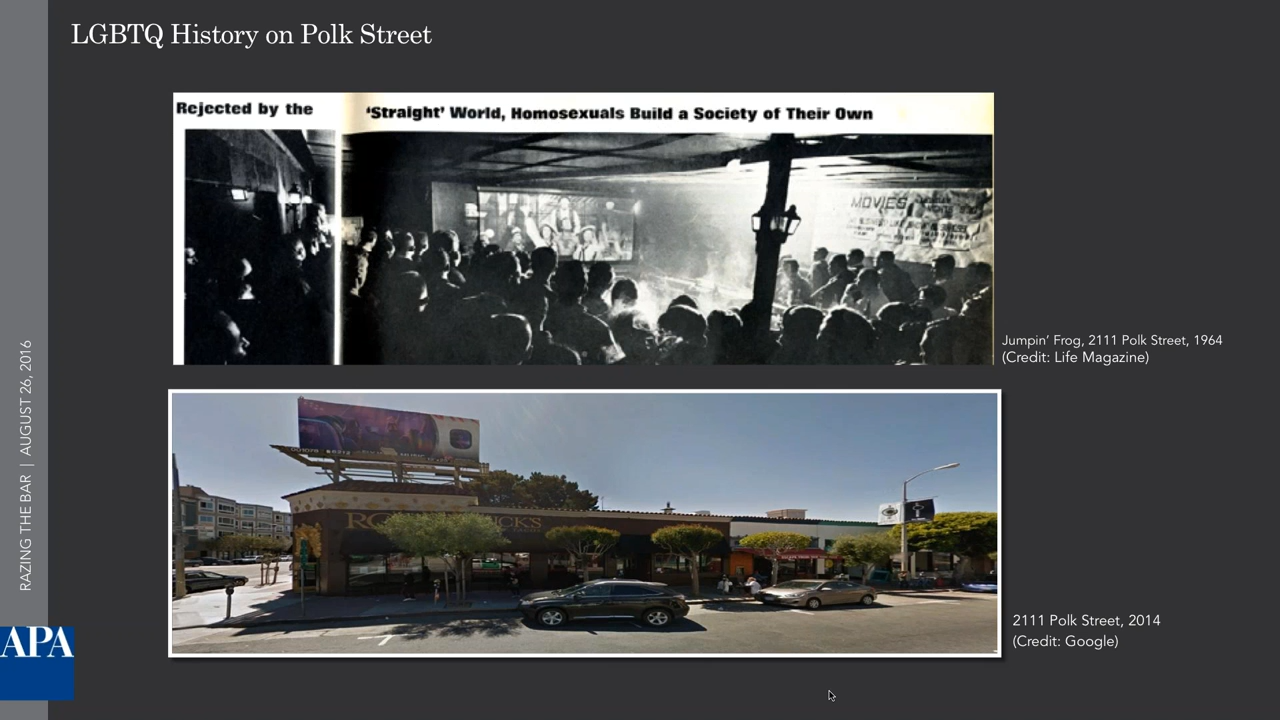 LGBTQ History on Polk Street
Rejected by the 'Straight' World, Homosexuals Build a Society of Their Own
MOVIES
Jumpin' Frog, 2111 Polk Street, 1964
(Credit: Life Magazine)
2111 Polk Street, 2014
(Credit: Google)
RAZING THE BAR | AUGUST 26, 2016
APA